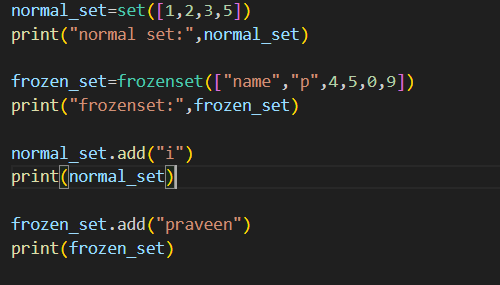 normal_set=set([1,2,3,5])
print("normal set:",normal_set)
frozen_set=frozenset(["name","p",4,5,0,9])
print("frozenset:",frozen_set)
normal_set.add("i")
print(normal_set)
frozen_set.add("praveen")
print(frozen_set)